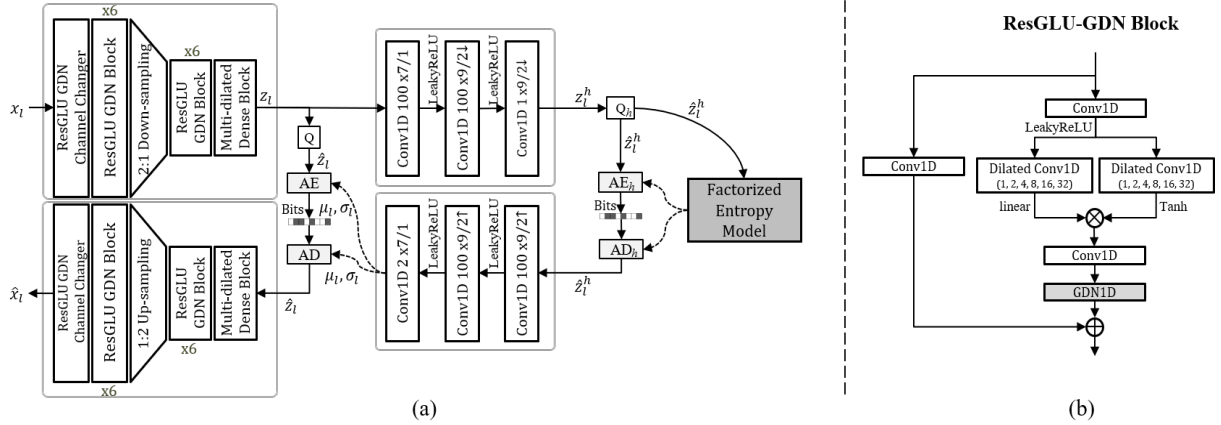 x6
x_l
ResGLU GDN
Channel Changer
ResGLU GDN Block
2:1 Down-sampling
x6
ResGLU
GDN Block
Multi-dilated
Dense Block
z_l
Q
ẑ_l
AE
Bits
μ_l, σ_l
AD
μ_l, σ_l
ẑ_l
Conv1D 100 x7/1
LeakyReLU
Conv1D 100 x9/2↓
LeakyReLU
Conv1D 1 x9/2↓
z_l^h
Q_h
ẑ_l^h
ẑ_l^h
AE_h
Bits
AD_h
Factorized
Entropy
Model
ẑ_l^h
Conv1D 2 x7/1
LeakyReLU
Conv1D 100 x9/2↑
LeakyReLU
Conv1D 100 x9/2↑
x̂_l
ResGLU GDN
Channel Changer
ResGLU GDN Block
x6
1:2 Up-sampling
ResGLU
GDN Block
x6
Multi-dilated
Dense Block
(a)
ResGLU-GDN Block
Conv1D
LeakyReLU
Conv1D
Dilated Conv1D
(1, 2, 4, 8, 16, 32)
Dilated Conv1D
(1, 2, 4, 8, 16, 32)
linear
Tanh
Conv1D
GDN1D
(b)